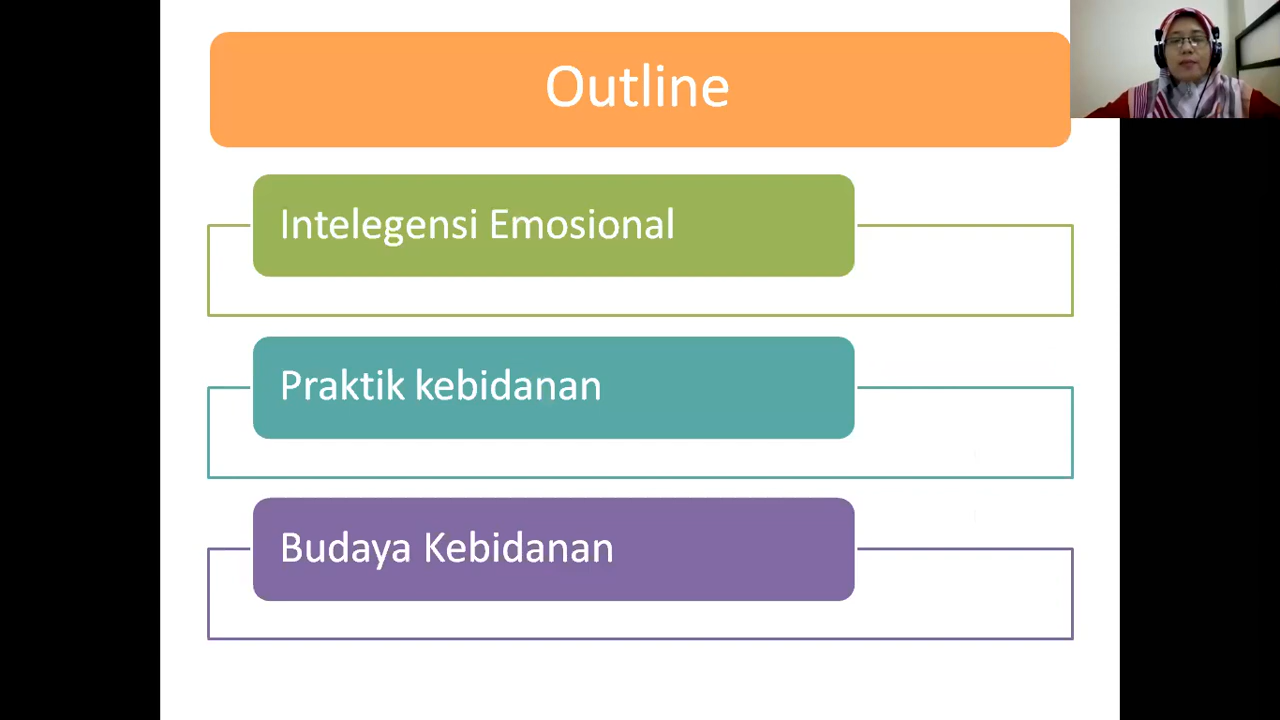 Outline
Intelegensi Emosional
Praktik kebidanan
Budaya Kebidanan